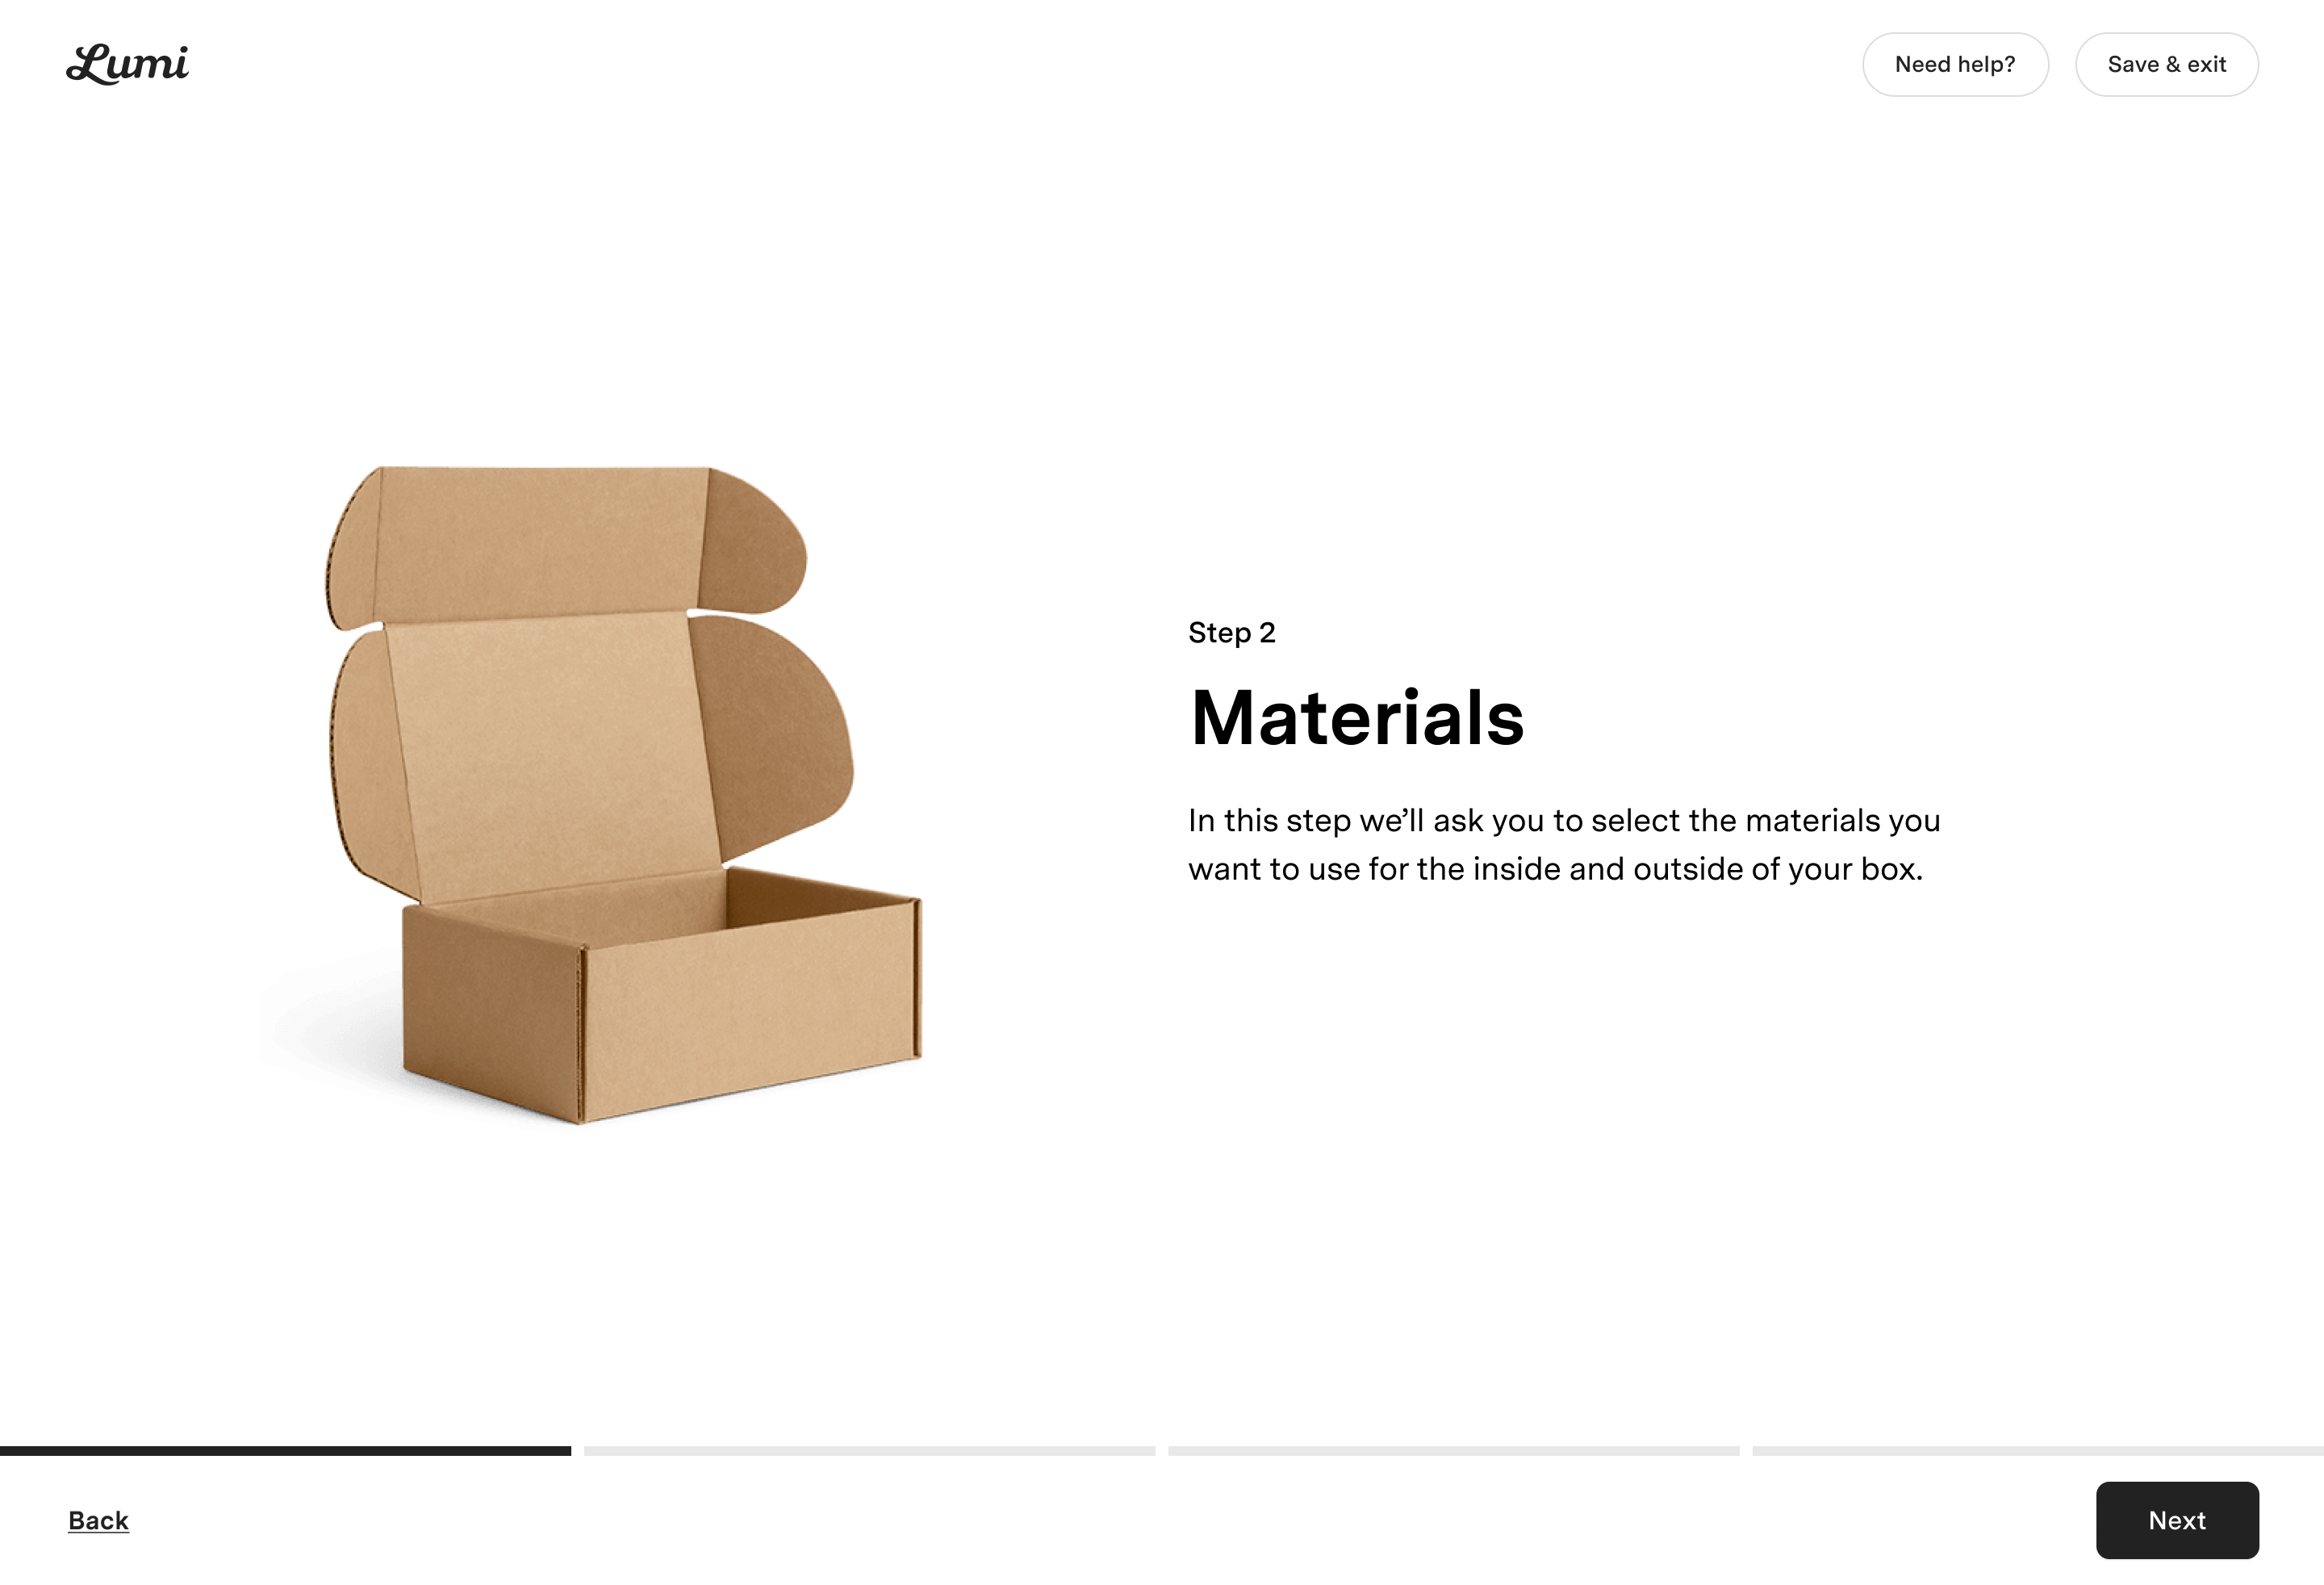 Lumi
Need help?
Save & exit
Step 2
Materials
In this step we’ll ask you to select the materials you
want to use for the inside and outside of your box.
Back
Next